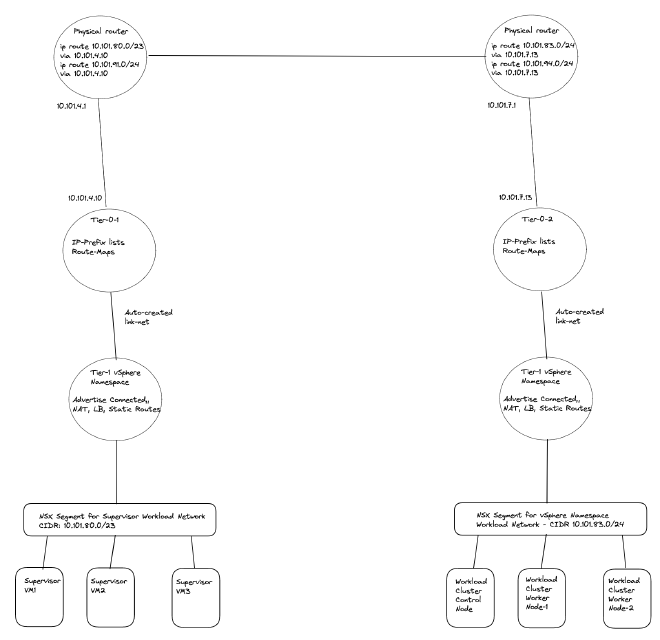 Physical router
ip route 10.101.80.0/23
via 10.101.4.10
ip route 10.101.91.0/24
via 10.101.4.10
Physical router
ip route 10.101.83.0/24
via 10.101.7.13
ip route 10.101.94.0/24
via 10.101.7.13
10.101.4.1
10.101.7.1
10.101.4.10
10.101.7.13
Tier-0-1
IP-Prefix lists
Route-Maps
Tier-0-2
IP-Prefix lists
Route-Maps
Auto-created
link-net
Auto-created
link-net
Tier-1 vSphere
Namespace
Advertise Connected,,
NAT, LB, Static Routes
Tier-1 vSphere
Namespace
Advertise Connected,,
NAT, LB, Static Routes
NSX Segment for Supervisor Workload Network
CIDR: 10.101.80.0/23
NSX Segment for vSphere Namespace
Workload Network - CIDR 10.101.83.0/24
Supervisor
VM1
Supervisor
VM2
Supervisor
VM3
Workload
Cluster
Control
Node
Workload
Cluster
Worker
Node-1
Workload
Cluster
Worker
Node-2